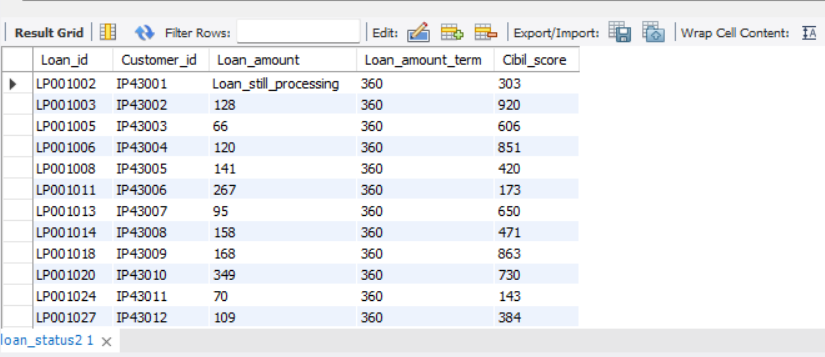 Result Grid Filter Rows: Edit: Export/Import: Wrap Cell Content: IA
Loan_id Customer_id Loan_amount Loan_amount_term Cibil_score
LP001002 IP43001 Loan_still_processing 360 303
LP001003 IP43002 128 360 920
LP001005 IP43003 66 360 606
LP001006 IP43004 120 360 851
LP001008 IP43005 141 360 420
LP001011 IP43006 267 360 173
LP001013 IP43007 95 360 650
LP001014 IP43008 158 360 471
LP001018 IP43009 168 360 863
LP001020 IP43010 349 360 730
LP001024 IP43011 70 360 143
LP001027 IP43012 109 360 384
loan_status2 1